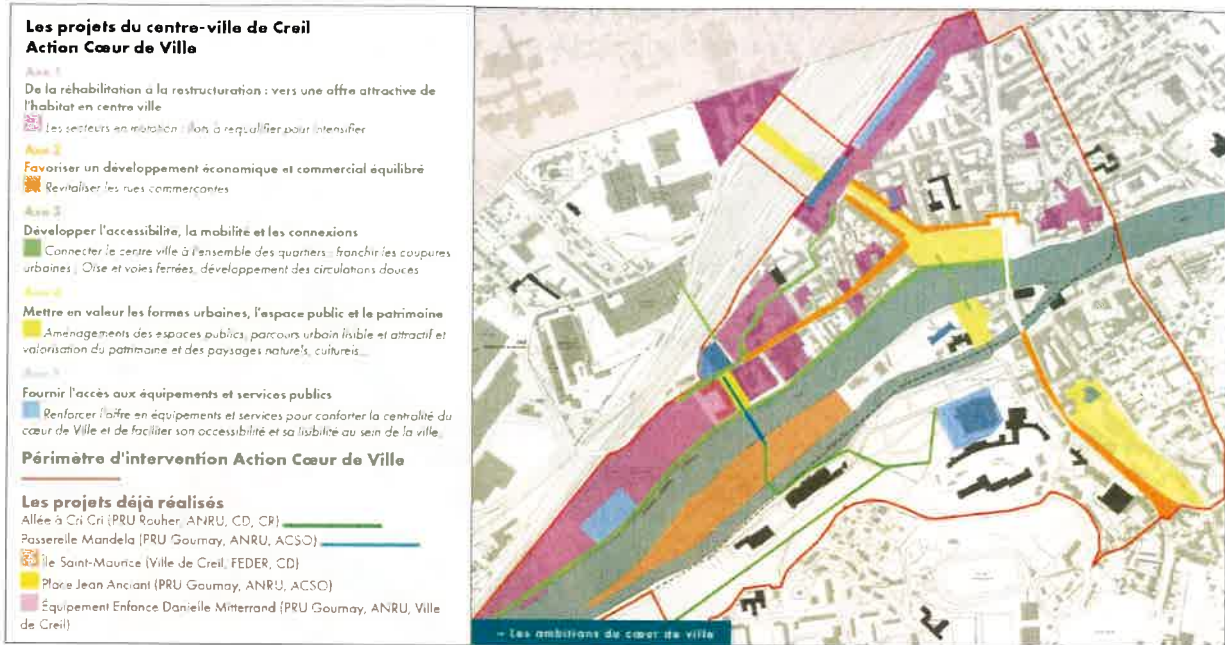 Les projets du centre-ville de Creil
Action Cœur de Ville
Axe 1
De la réhabilitation à la restructuration : vers une offre attractive de
l'habitat en centre ville
Les secteurs en mutation : îlots à requalifier pour intensifier
Axe 2
Favoriser un développement économique et commercial équilibré
Revitaliser les rues commerçantes
Axe 3
Développer l'accessibilité, la mobilité et les connexions
Connecter le centre ville à l'ensemble des quartiers : franchir les coupures
urbaines : Oise et voies ferrées, développement des circulations douces
Axe 4
Mettre en valeur les formes urbaines, l'espace public et le patrimoine
Aménagements des espaces publics, parcours urbain lisible et attractif et
valorisation du patrimoine et des paysages naturels, culturels...
Axe 5
Fournir l'accès aux équipements et services publics
Renforcer l'offre en équipements et services pour conforter la centralité du
cœur de Ville et de faciliter son accessibilité et sa lisibilité au sein de la ville.
Périmètre d'intervention Action Cœur de Ville
Les projets déjà réalisés
Allée à Cri Cri (PRU Rouher, ANRU, CD, CR)
Passerelle Mandela (PRU Gournay, ANRU, ACSO)
Île Saint-Maurice (Ville de Creil, FEDER, CD)
Place Jean Anciant (PRU Gournay, ANRU, ACSO)
Équipement Enfance Danielle Mitterrand (PRU Gournay, ANRU, Ville
de Creil)
→ Les ambitions du cœur de ville